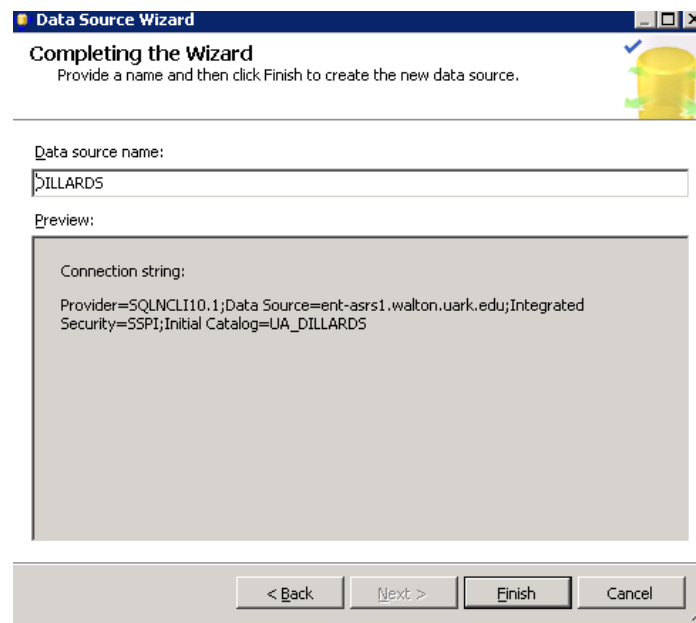 Data Source Wizard
Completing the Wizard
Provide a name and then click Finish to create the new data source.
Data source name:
DILLARDS
Preview:
Connection string:
Provider=SQLNCLI10.1;Data Source=ent-asrs1.walton.uark.edu;Integrated
Security=SSPI;Initial Catalog=UA_DILLARDS
< Back
Next >
Finish
Cancel